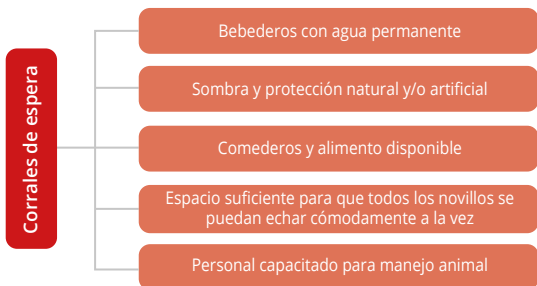 Corrales de espera
Bebederos con agua permanente
Sombra y protección natural y/o artificial
Comederos y alimento disponible
Espacio suficiente para que todos los novillos se
puedan echar cómodamente a la vez
Personal capacitado para manejo animal